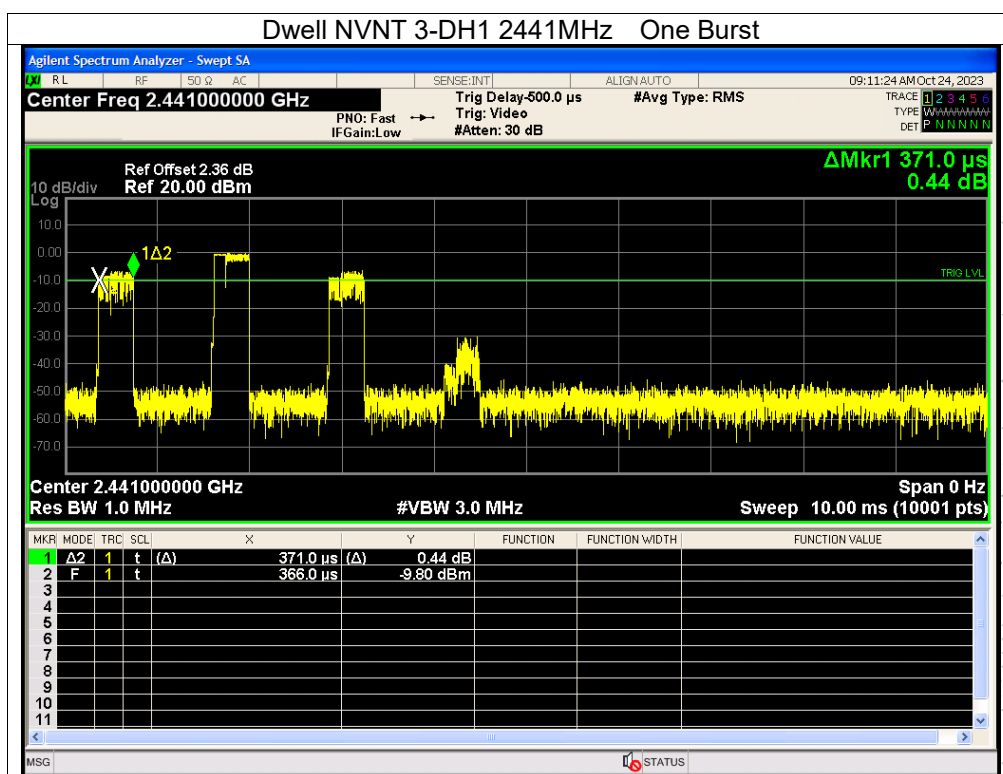 Dwell NVNT 3-DH1 2441MHz One Burst
Agilent Spectrum Analyzer - Swept SA
LXI RL RF 50 Ω AC SENSE:INT ALIGN AUTO 09:11:24 AM Oct 24, 2023
Center Freq 2.441000000 GHz Trig Delay-500.0 µs #Avg Type: RMS TRACE 1 2 3 4 5 6
PNO: Fast Trig: Video TYPE WWWWWW
IFGain:Low #Atten: 30 dB DET P N N N N N
ΔMkr1 371.0 µs
0.44 dB
Ref Offset 2.36 dB
10 dB/div Ref 20.00 dBm
Log
10.0
0.00
1Δ2
-10.0
TRIG LVL
-20.0
-30.0
-40.0
-50.0
-60.0
-70.0
Center 2.441000000 GHz Span 0 Hz
Res BW 1.0 MHz #VBW 3.0 MHz Sweep 10.00 ms (10001 pts)
MKR MODE TRC SCL X Y FUNCTION FUNCTION WIDTH FUNCTION VALUE
1 Δ2 1 t (Δ) 371.0 µs (Δ) 0.44 dB
2 F 1 t 366.0 µs -9.80 dBm
3
4
5
6
7
8
9
10
11
MSG STATUS